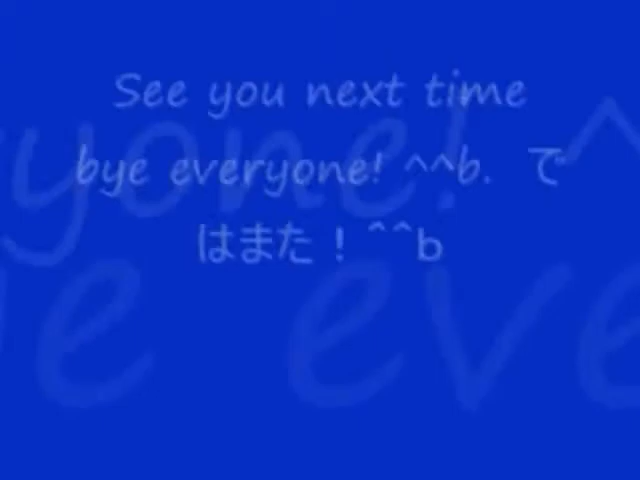 See you next time
bye everyone! ^^b. で
はまた！^^b